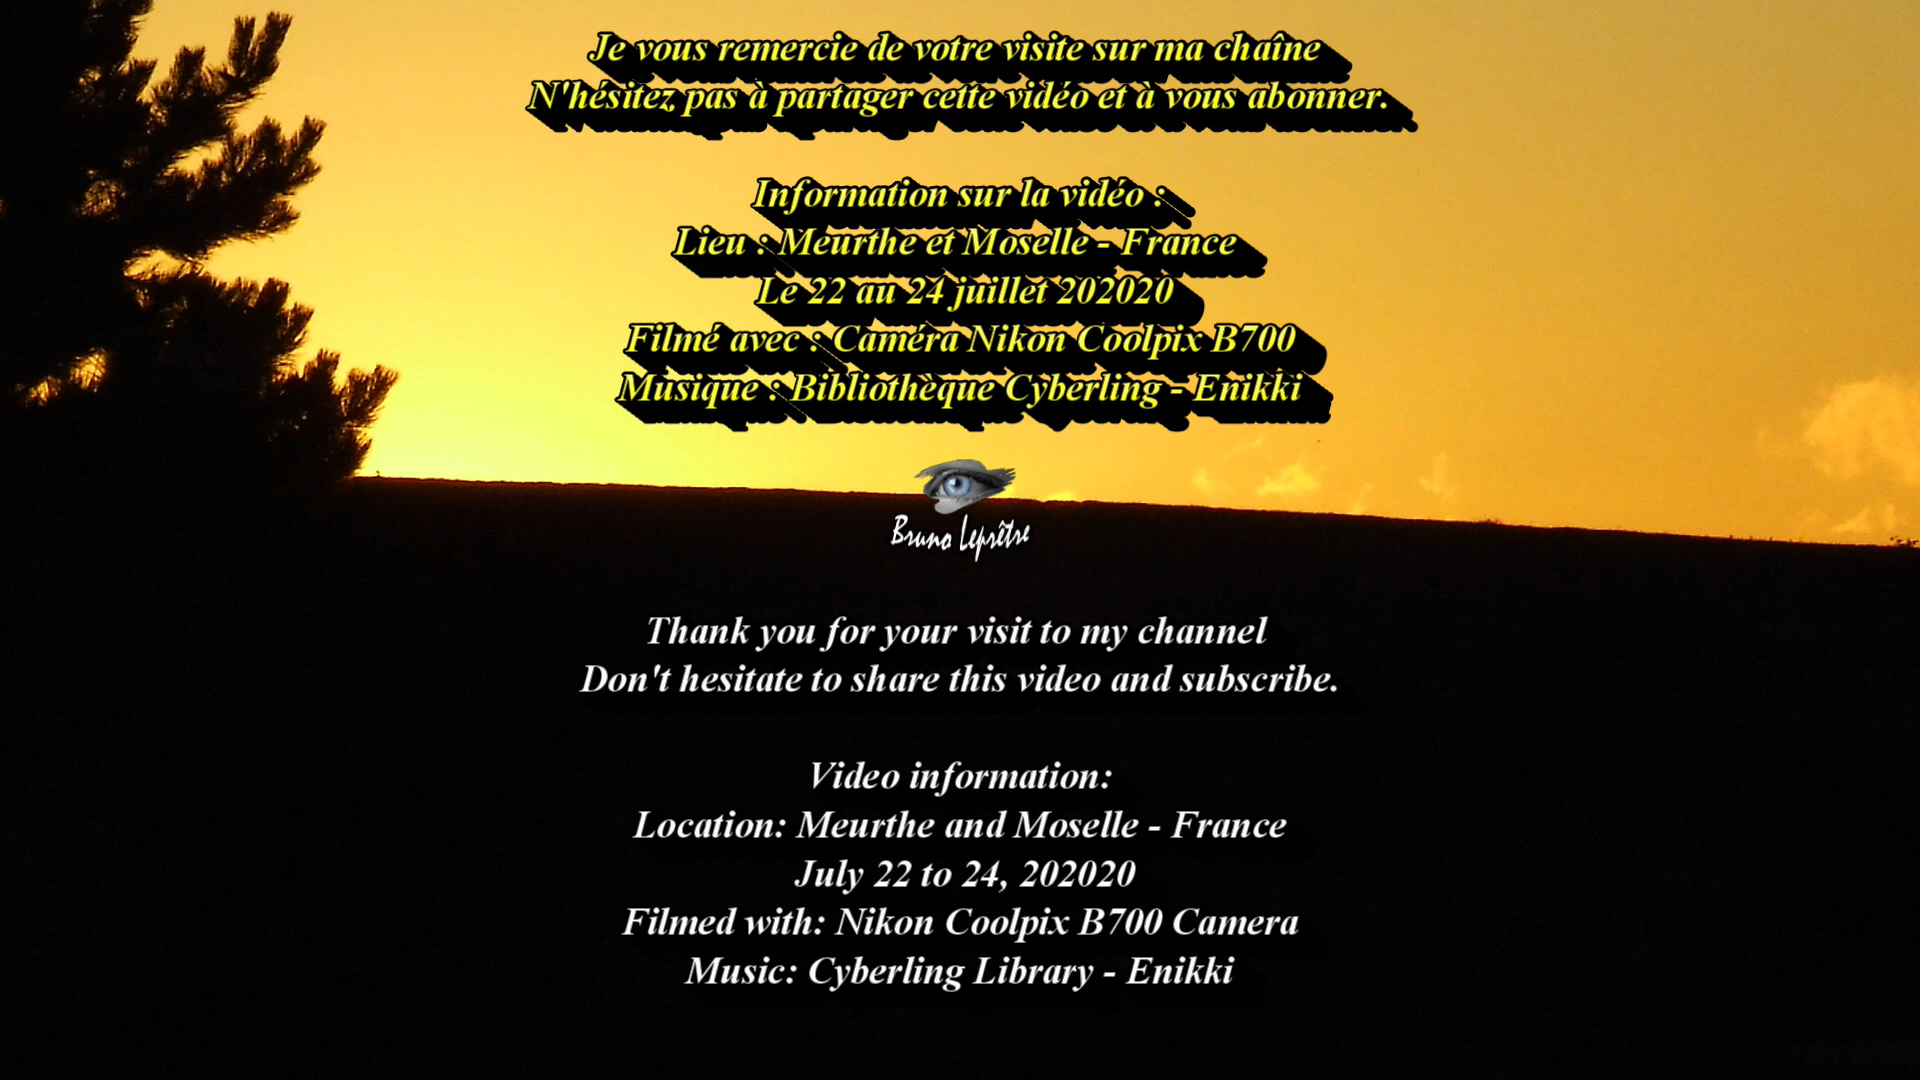 Je vous remercie de votre visite sur ma chaîne
N'hésitez pas à partager cette vidéo et à vous abonner.
Information sur la vidéo :
Lieu : Meurthe et Moselle - France
Le 22 au 24 juillet 202020
Filmé avec : Caméra Nikon Coolpix B700
Musique : Bibliothèque Cyberling - Enikki
Bruno Leprêtre
Thank you for your visit to my channel
Don't hesitate to share this video and subscribe.
Video information:
Location: Meurthe and Moselle - France
July 22 to 24, 202020
Filmed with: Nikon Coolpix B700 Camera
Music: Cyberling Library - Enikki